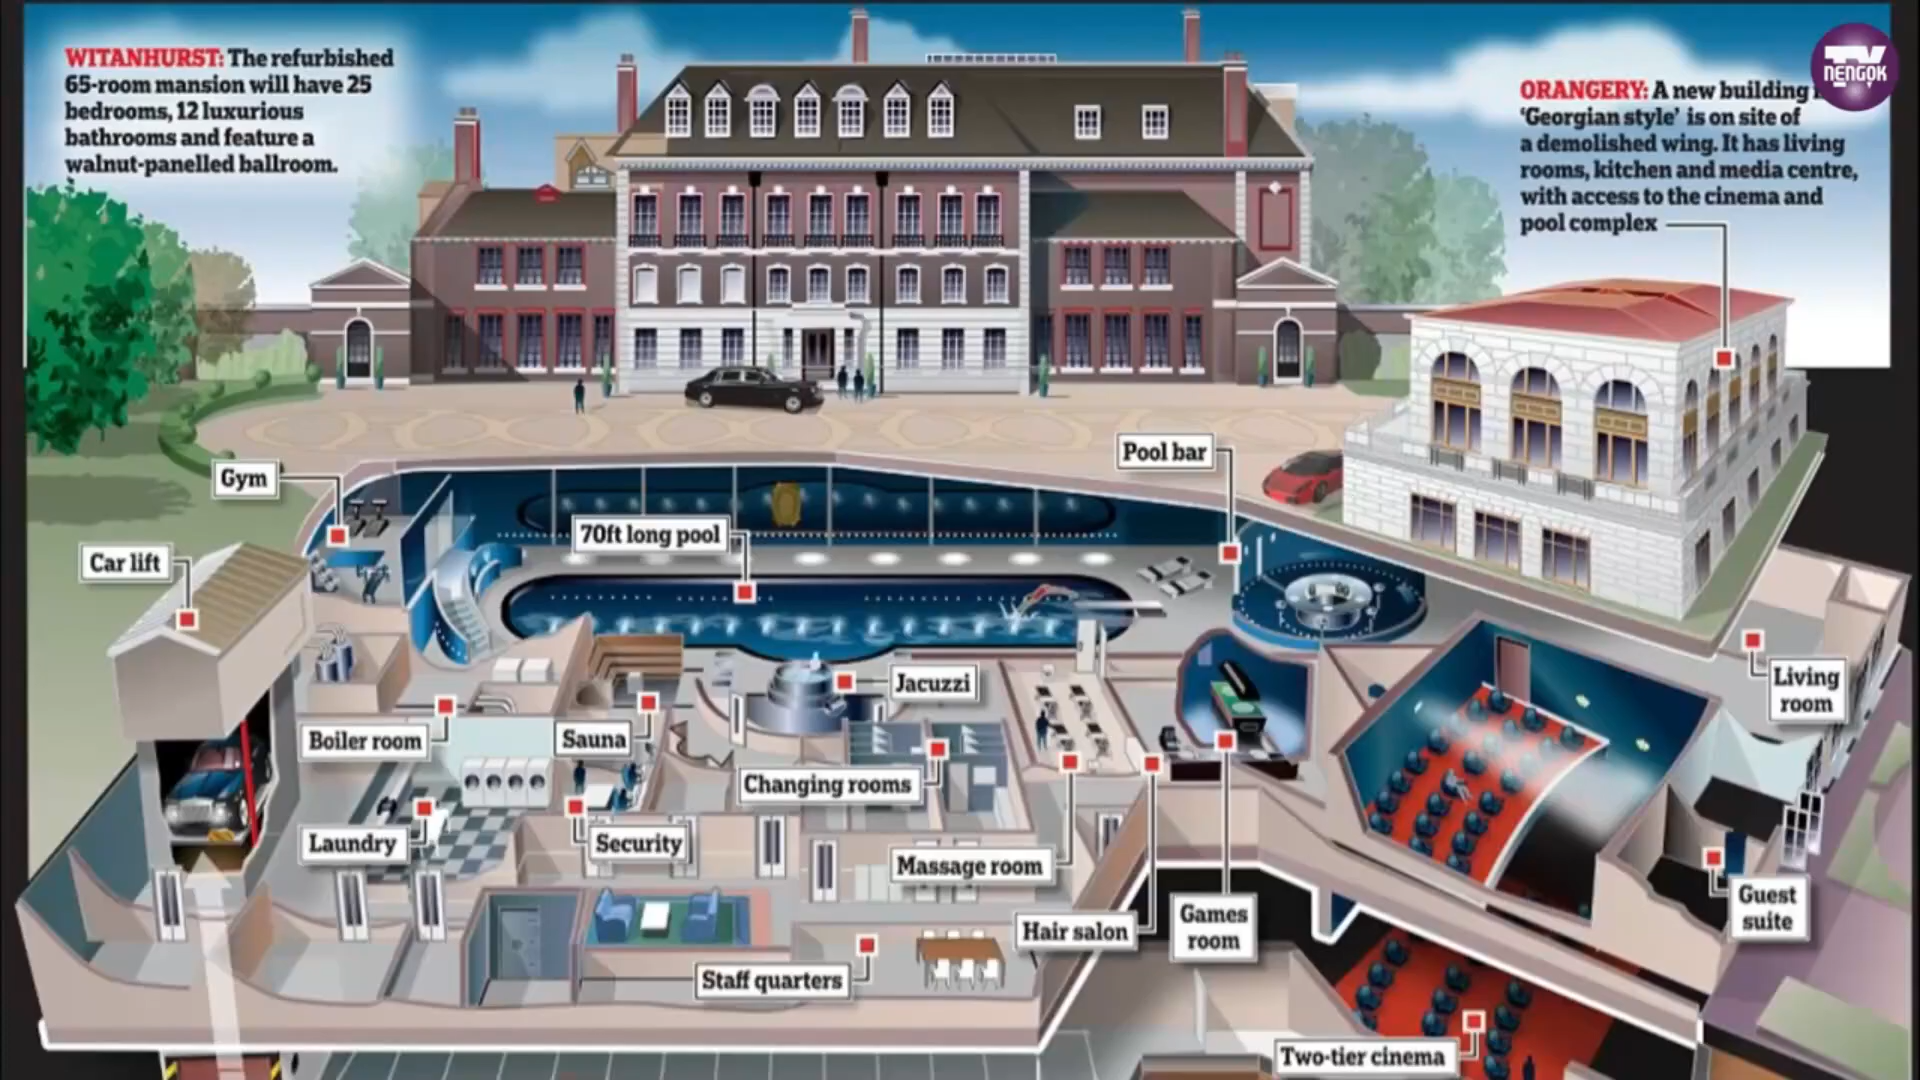 WITANHURST: The refurbished
65-room mansion will have 25
bedrooms, 12 luxurious
bathrooms and feature a
walnut-panelled ballroom.
TV
NENGOK
ORANGERY: A new building
‘Georgian style’ is on site of
a demolished wing. It has living
rooms, kitchen and media centre,
with access to the cinema and
pool complex
Pool bar
Gym
70ft long pool
Car lift
Living
room
Jacuzzi
Boiler room
Sauna
Changing rooms
Laundry
Security
Massage room
Guest
suite
Hair salon
Games
room
Staff quarters
Two-tier cinema